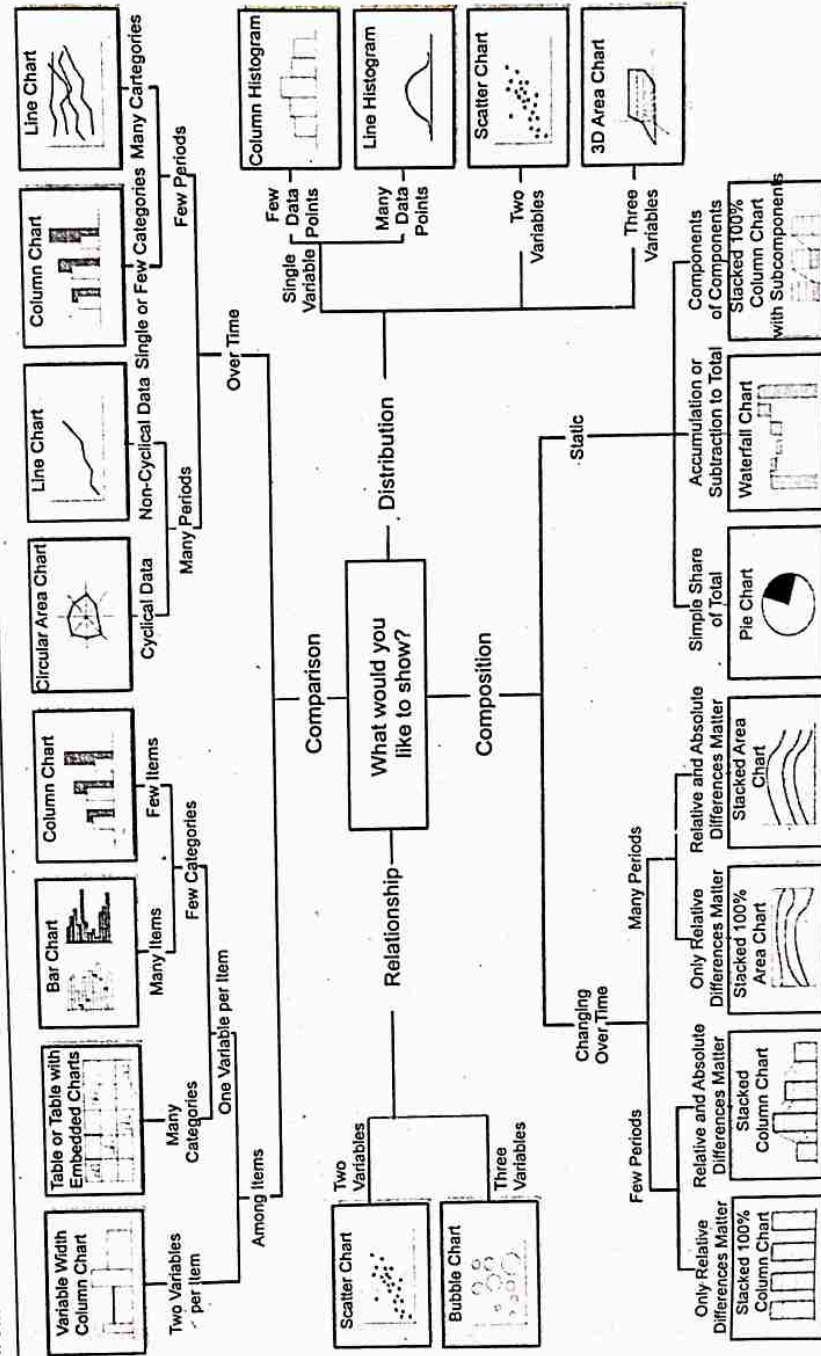 Variable Width
Column Chart
Table or Table with
Embedded Charts
Bar Chart
Column Chart
Circular Area Chart
Line Chart
Column Chart
Line Chart
Two Variables
per Item
Many
Categories
Many Items
Few Items
Cyclical Data
Non-Cyclical Data
Single or Few Categories
Many Cartegories
Few Categories
One Variable per Item
Many Periods
Few Periods
Among Items
Over Time
Comparison
What would you
like to show?
Relationship
Two
Variables
Three
Variables
Scatter Chart
Bubble Chart
Distribution
Single
Variable
Few
Data
Points
Many
Data
Points
Two
Variables
Three
Variables
Column Histogram
Line Histogram
Scatter Chart
3D Area Chart
Composition
Changing
Over Time
Static
Few Periods
Many Periods
Only Relative
Differences Matter
Relative and Absolute
Differences Matter
Only Relative
Differences Matter
Relative and Absolute
Differences Matter
Simple Share
of Total
Accumulation or
Subtraction to Total
Components
of Components
Stacked 100%
Column Chart
Stacked
Column Chart
Stacked 100%
Area Chart
Stacked Area
Chart
Pie Chart
Waterfall Chart
Stacked 100%
Column Chart
with Subcomponents